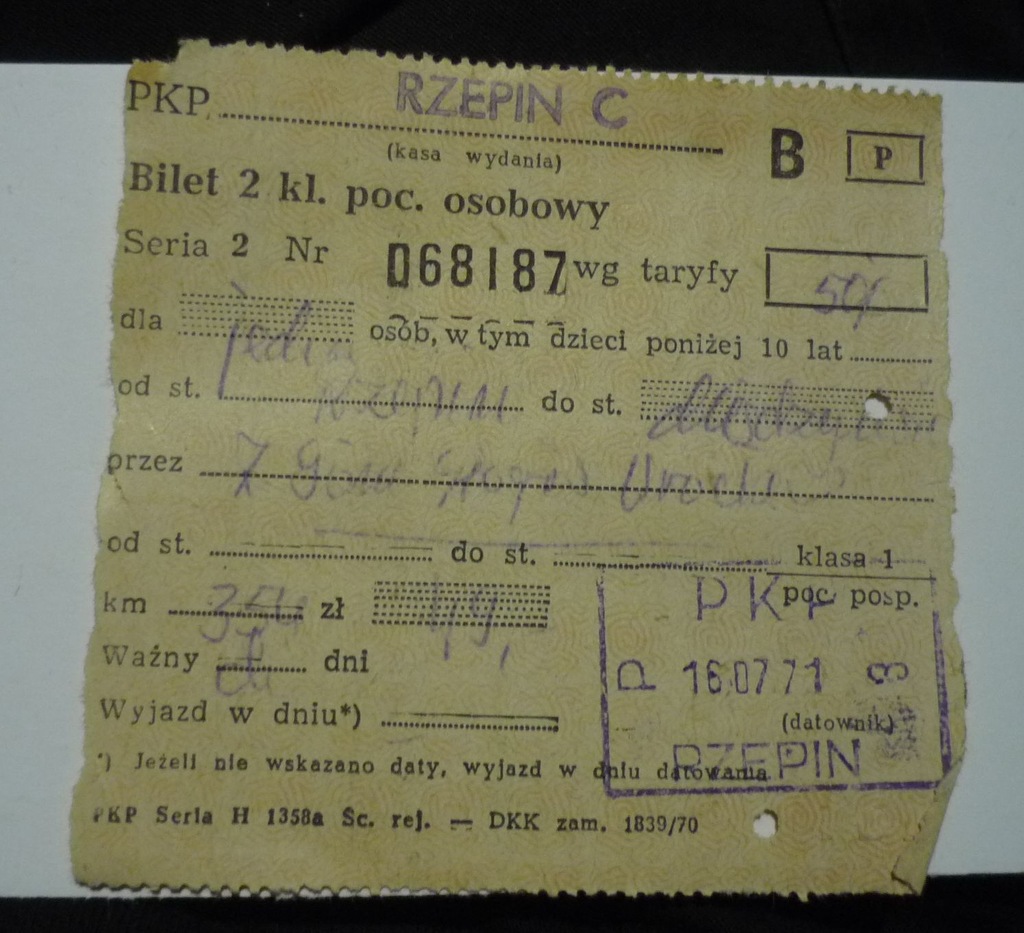 PKP RZEPIN C
(kasa wydania)
B P
Bilet 2 kl. poc. osobowy
Seria 2 Nr 068187 wg taryfy
dla osób, w tym dzieci poniżej 10 lat
od st. do st.
przez
od st. do st. klasa 1
km zł poc. posp.
Ważny dni
Wyjazd w dniu*)
PKP
P 16.07.71 8
(datownik)
RZEPIN
*) Jeżeli nie wskazano daty, wyjazd w dniu datowania
PKP Seria H 1358a Śc. rej. — DKK zam. 1839/70